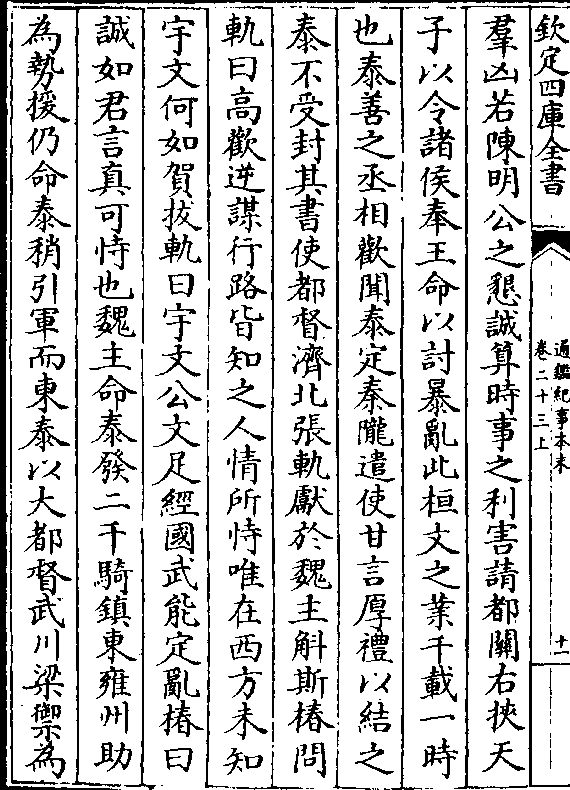 欽定四庫全書
通鑑紀事本末
卷二十三上
十一
羣凶若陳明公之懇誠算時事之利害請都關右挾天
子以令諸侯奉王命以討暴亂此桓文之業千載一時
也泰善之丞相歡聞泰定秦隴遣使甘言厚禮以結之
泰不受封其書使都督濟北張軌獻於魏主斛斯椿問
軌曰高歡逆謀行路皆知之人情所恃唯在西方未知
宇文何如賀拔軌曰宇文公文足經國武能定亂椿曰
誠如君言真可恃也魏主命泰發二千騎鎮東雍州助
為勢援仍命泰稍引軍而東泰以大都督武川梁禦為